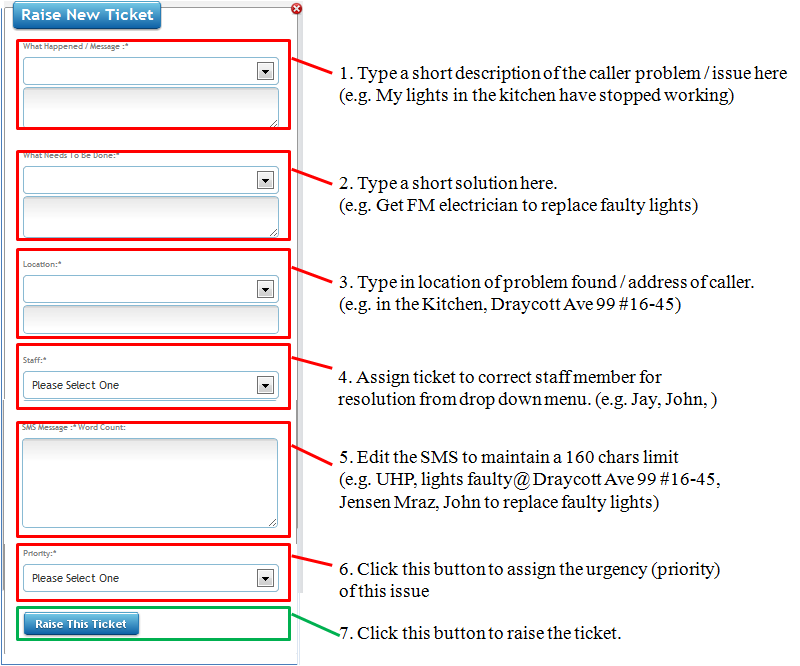 Raise New Ticket
What Happened / Message :*
1. Type a short description of the caller problem / issue here
(e.g. My lights in the kitchen have stopped working)
What Needs To be Done:*
2. Type a short solution here.
(e.g. Get FM electrician to replace faulty lights)
Location:*
3. Type in location of problem found / address of caller.
(e.g. in the Kitchen, Draycott Ave 99 #16-45)
Staff:*
Please Select One
4. Assign ticket to correct staff member for
resolution from drop down menu. (e.g. Jay, John, )
SMS Message :* Word Count:
5. Edit the SMS to maintain a 160 chars limit
(e.g. UHP, lights faulty@ Draycott Ave 99 #16-45,
Jensen Mraz, John to replace faulty lights)
Priority:*
Please Select One
6. Click this button to assign the urgency (priority)
of this issue
Raise This Ticket
7. Click this button to raise the ticket.